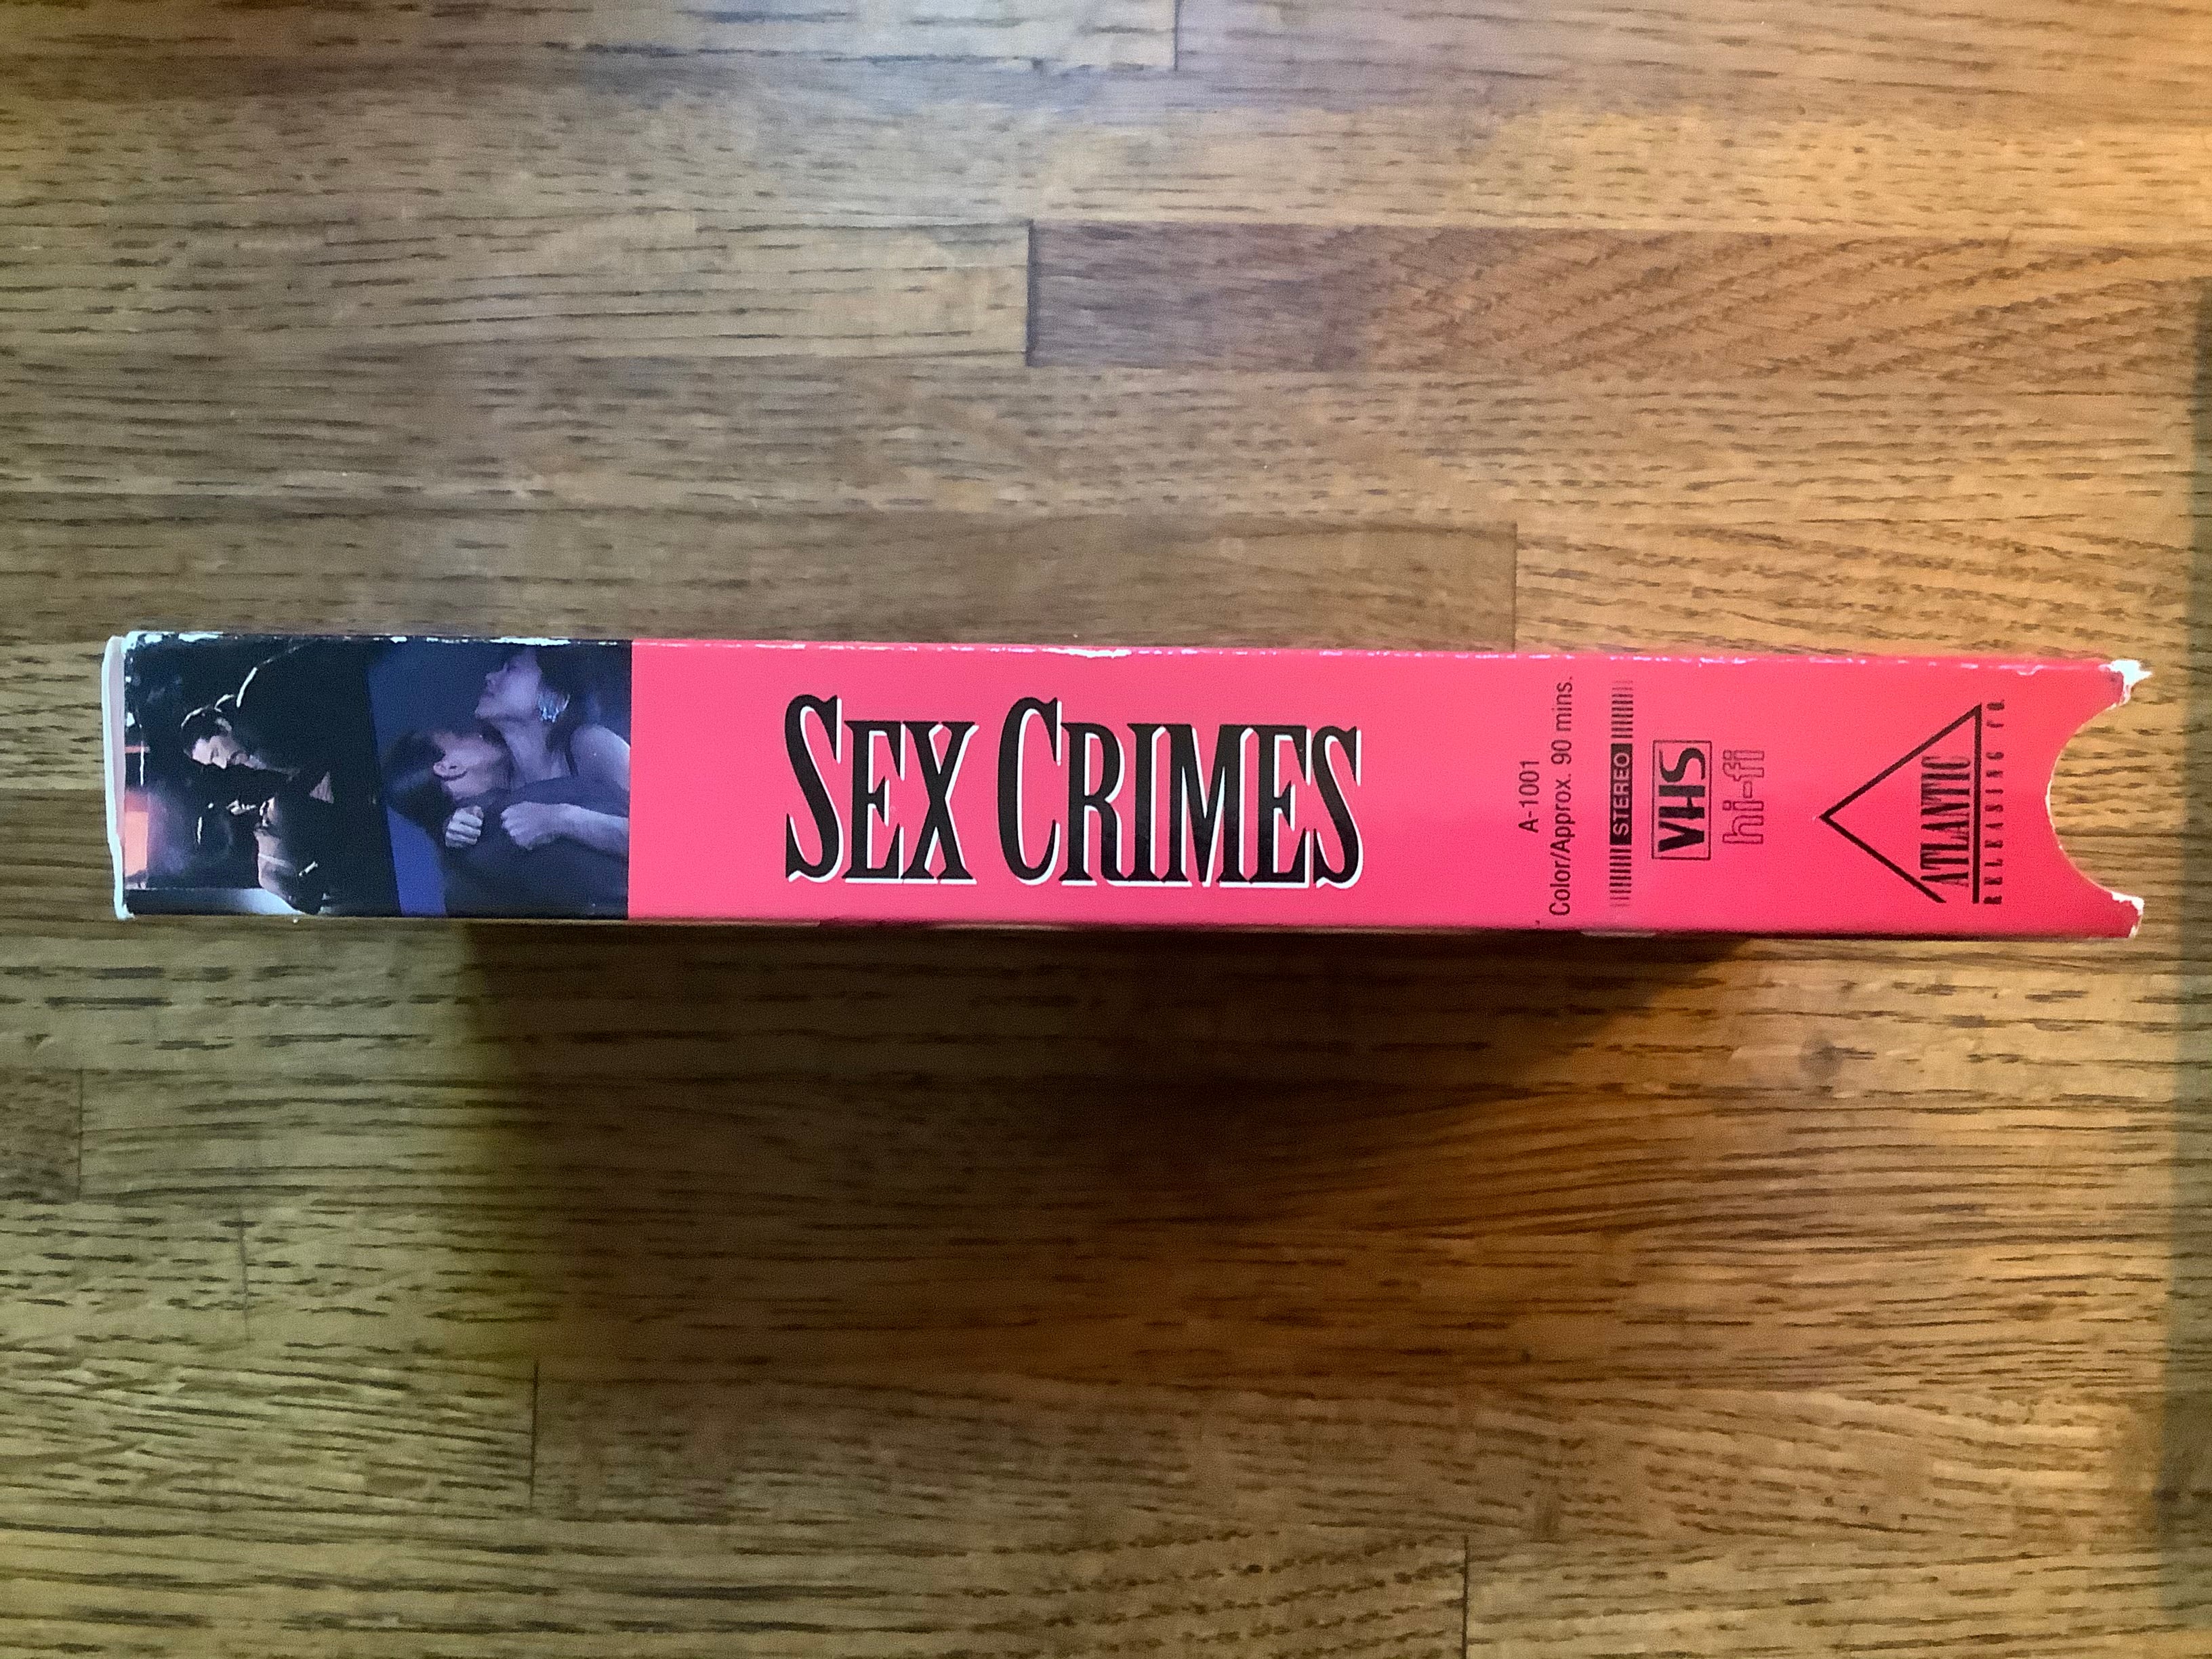 SEX CRIMES
A-1001
Color/Approx. 90 mins.
STEREO
VHS
hi-fi
ATLANTIC
RELEASING CO.